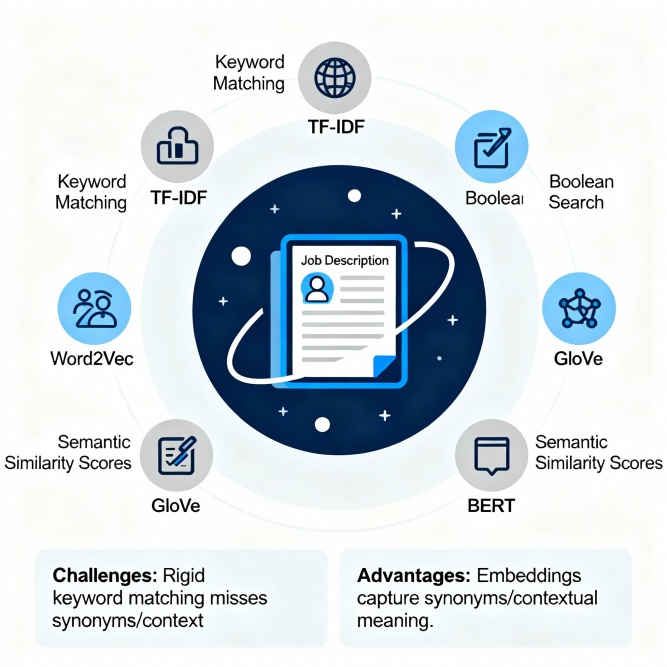 Keyword
Matching
TF-IDF
Keyword
Matching
TF-IDF
Boolear
Boolean
Search
Job Description
Word2Vec
GloVe
Semantic
Similarity Scores
GloVe
Semantic
Similarity Scores
BERT
Challenges: Rigid
keyword matching misses
synonyms/context
Advantages: Embeddings
capture synonyms/contextual
meaning.